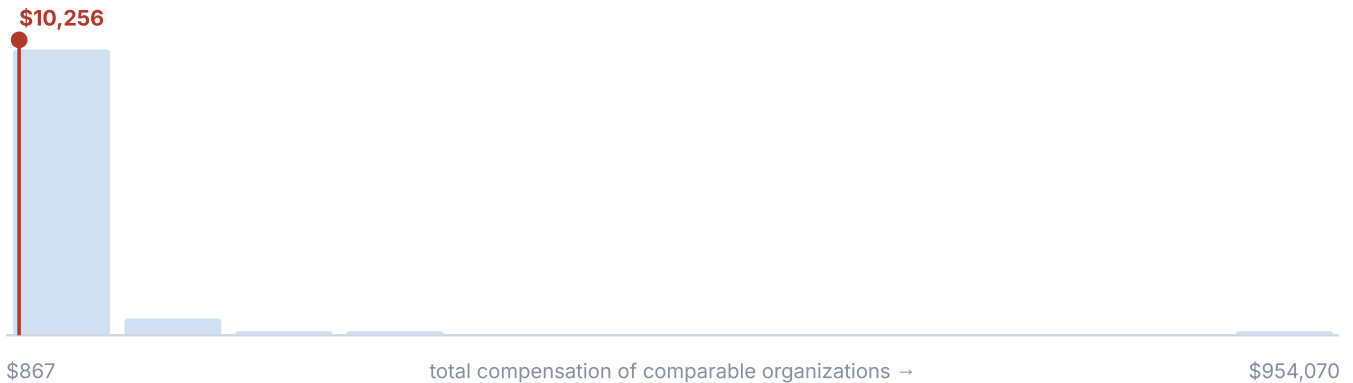 $10,256
$867 total compensation of comparable organizations → $954,070